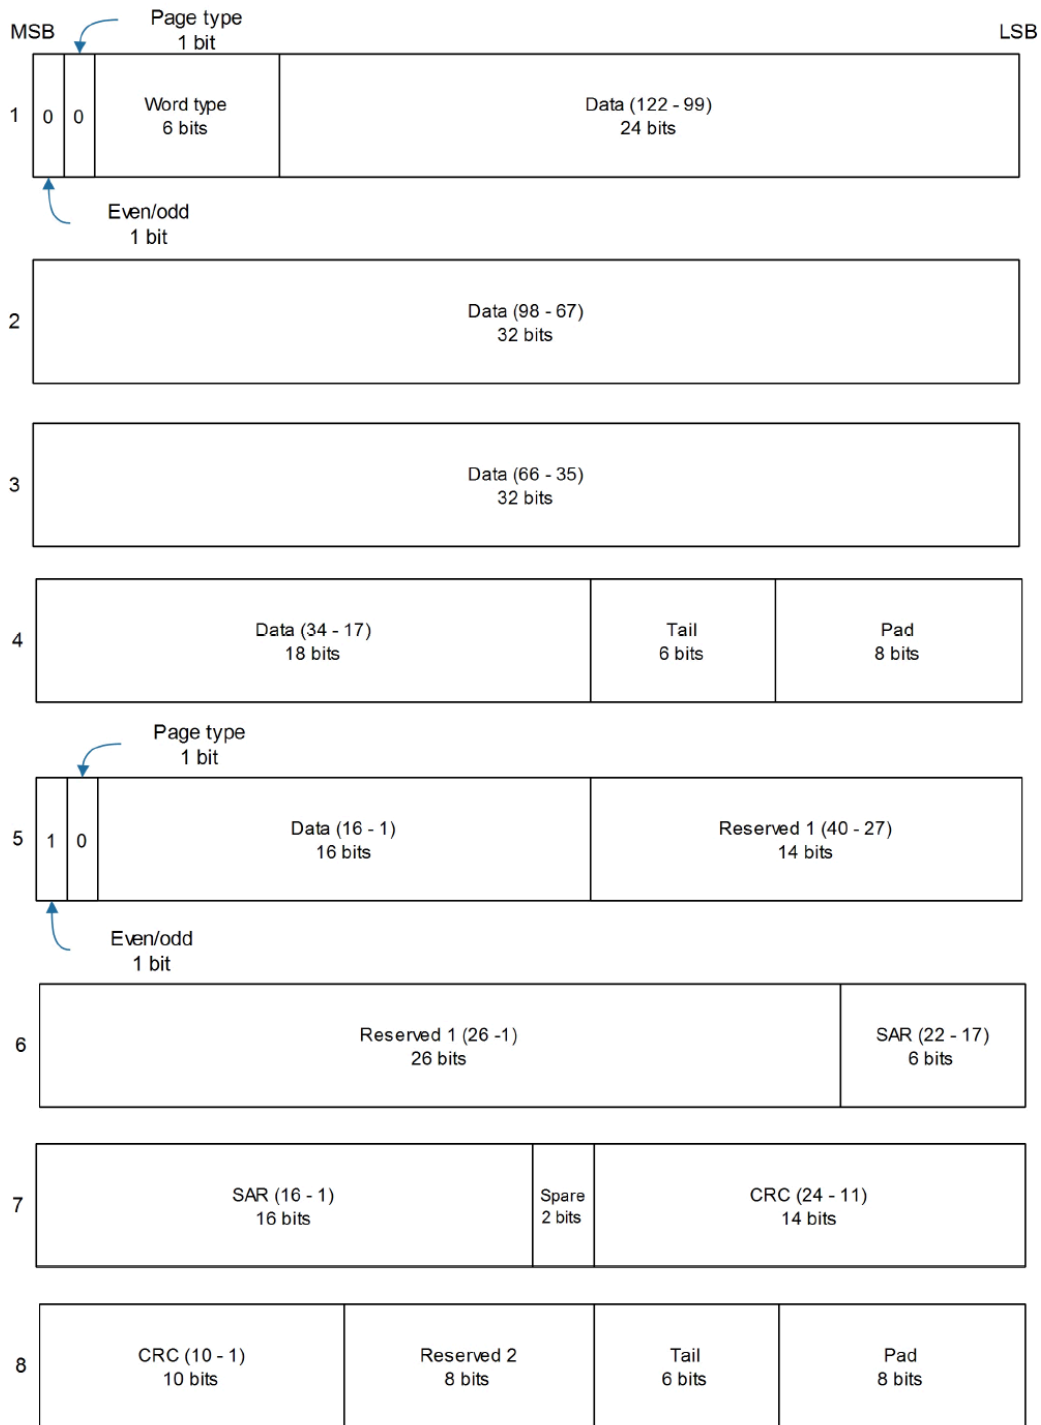 MSB
Page type
1 bit
LSB
1
0
0
Word type
6 bits
Data (122 - 99)
24 bits
Even/odd
1 bit
2
Data (98 - 67)
32 bits
3
Data (66 - 35)
32 bits
4
Data (34 - 17)
18 bits
Tail
6 bits
Pad
8 bits
Page type
1 bit
5
1
0
Data (16 - 1)
16 bits
Reserved 1 (40 - 27)
14 bits
Even/odd
1 bit
6
Reserved 1 (26 -1)
26 bits
SAR (22 - 17)
6 bits
7
SAR (16 - 1)
16 bits
Spare
2 bits
CRC (24 - 11)
14 bits
8
CRC (10 - 1)
10 bits
Reserved 2
8 bits
Tail
6 bits
Pad
8 bits